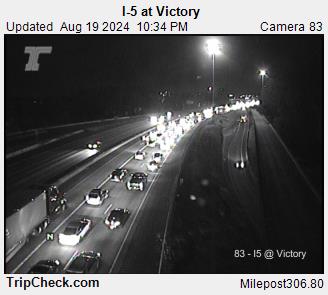 I-5 at Victory
Updated Aug 19 2024 10:34 PM Camera 83
T
N
83 - I5 @ Victory
TripCheck.com Milepost306.80